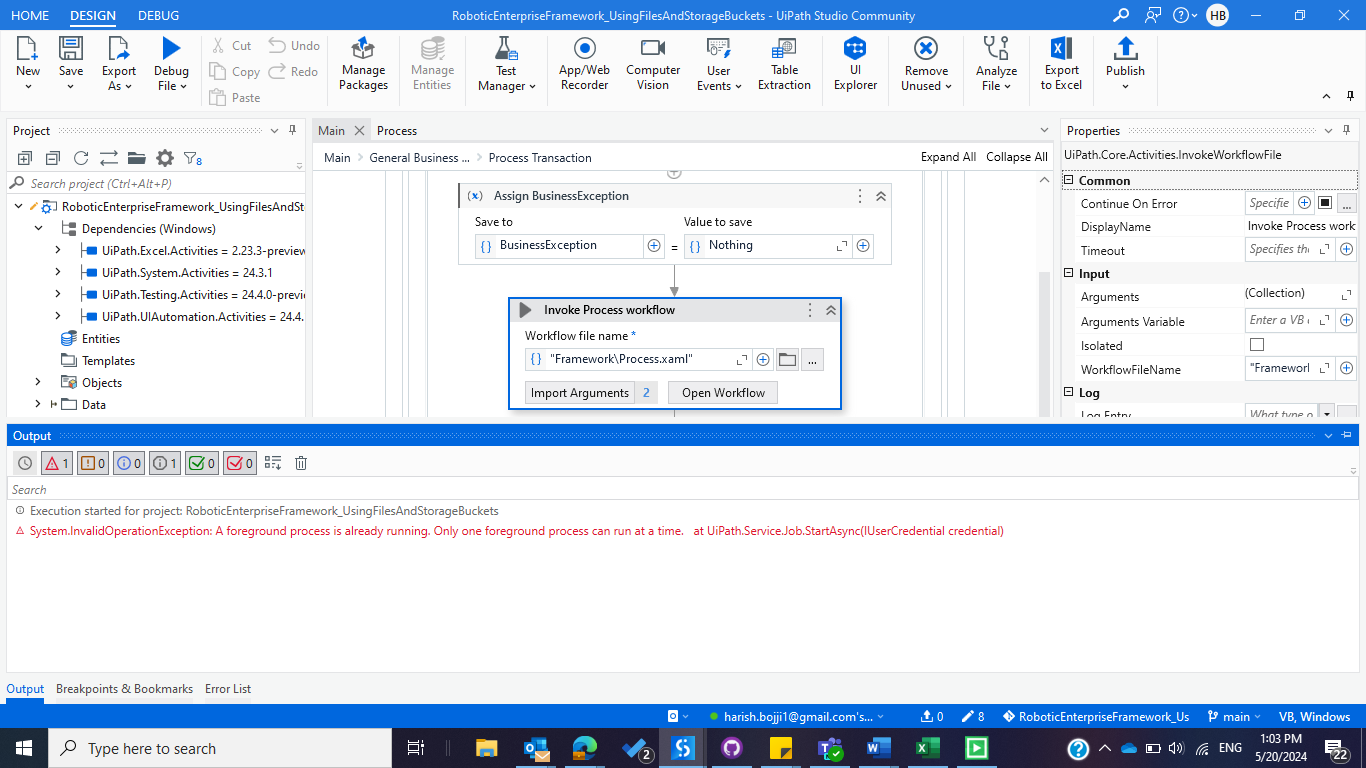 HOME DESIGN DEBUG RoboticEnterpriseFramework_UsingFilesAndStorageBuckets - UiPath Studio Community HB
New Save Export As Debug File Cut Copy Paste Undo Redo Manage Packages Manage Entities Test Manager App/Web Recorder Computer Vision User Events Table Extraction UI Explorer Remove Unused Analyze File Export to Excel Publish
Project
8
Search project (Ctrl+Alt+P)
RoboticEnterpriseFramework_UsingFilesAndSt
Dependencies (Windows)
UiPath.Excel.Activities = 2.23.3-preview
UiPath.System.Activities = 24.3.1
UiPath.Testing.Activities = 24.4.0-previ
UiPath.UIAutomation.Activities = 24.4.
Entities
Templates
Objects
Data
Main Process
Main General Business ... Process Transaction Expand All Collapse All
Assign BusinessException
Save to Value to save
BusinessException = Nothing
Invoke Process workflow
Workflow file name *
"Framework\Process.xaml" ...
Import Arguments 2 Open Workflow
Properties
UiPath.Core.Activities.InvokeWorkflowFile
Common
Continue On Error Specifie ...
DisplayName Invoke Process work
Timeout Specifies the
Input
Arguments (Collection)
Arguments Variable Enter a VB
Isolated
WorkflowFileName "Framework
Log
Log Entry What type o
Output
1 0 0 1 0 0
Search
Execution started for project: RoboticEnterpriseFramework_UsingFilesAndStorageBuckets
System.InvalidOperationException: A foreground process is already running. Only one foreground process can run at a time. at UiPath.Service.Job.StartAsync(IUserCredential credential)
Output Breakpoints & Bookmarks Error List
harish.bojji1@gmail.com's... 0 8 RoboticEnterpriseFramework_Us main VB, Windows
Type here to search 2 ENG 1:03 PM 5/20/2024 22